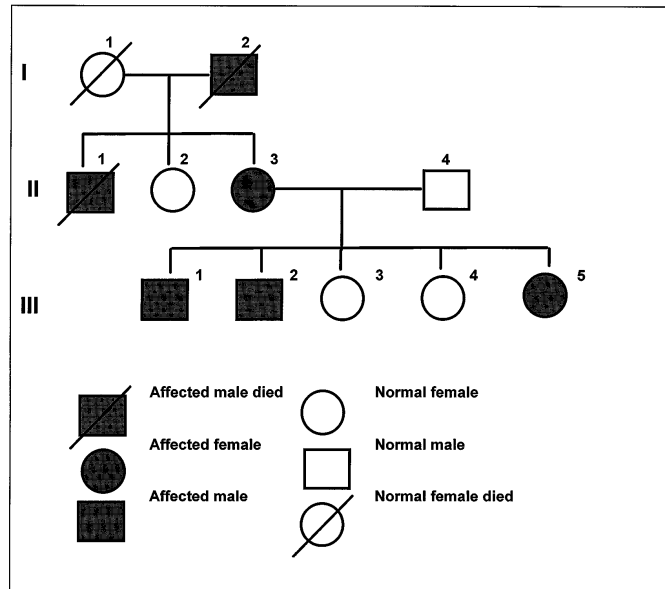 1 2
I
1 2 3 4
II
1 2 3 4 5
III
Affected male died Normal female
Affected female Normal male
Affected male Normal female died